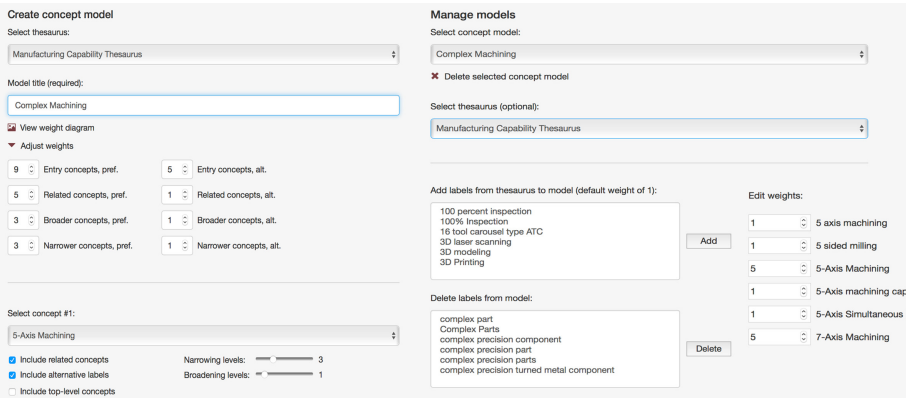 Create concept model
Select thesaurus:
Manufacturing Capability Thesaurus
Model title (required):
Complex Machining
View weight diagram
Adjust weights
9 Entry concepts, pref. 5 Entry concepts, alt.
5 Related concepts, pref. 1 Related concepts, alt.
3 Broader concepts, pref. 1 Broader concepts, alt.
3 Narrower concepts, pref. 1 Narrower concepts, alt.
Select concept #1:
5-Axis Machining
Include related concepts Narrowing levels: 3
Include alternative labels Broadening levels: 1
Include top-level concepts
Manage models
Select concept model:
Complex Machining
Delete selected concept model
Select thesaurus (optional):
Manufacturing Capability Thesaurus
Add labels from thesaurus to model (default weight of 1):
100 percent inspection
100% Inspection
16 tool carousel type ATC
3D laser scanning
3D modeling
3D Printing
Add
Delete labels from model:
complex part
Complex Parts
complex precision component
complex precision part
complex precision parts
complex precision turned metal component
Delete
Edit weights:
1 5 axis machining
1 5 sided milling
5 5-Axis Machining
1 5-Axis machining cap
1 5-Axis Simultaneous
5 7-Axis Machining